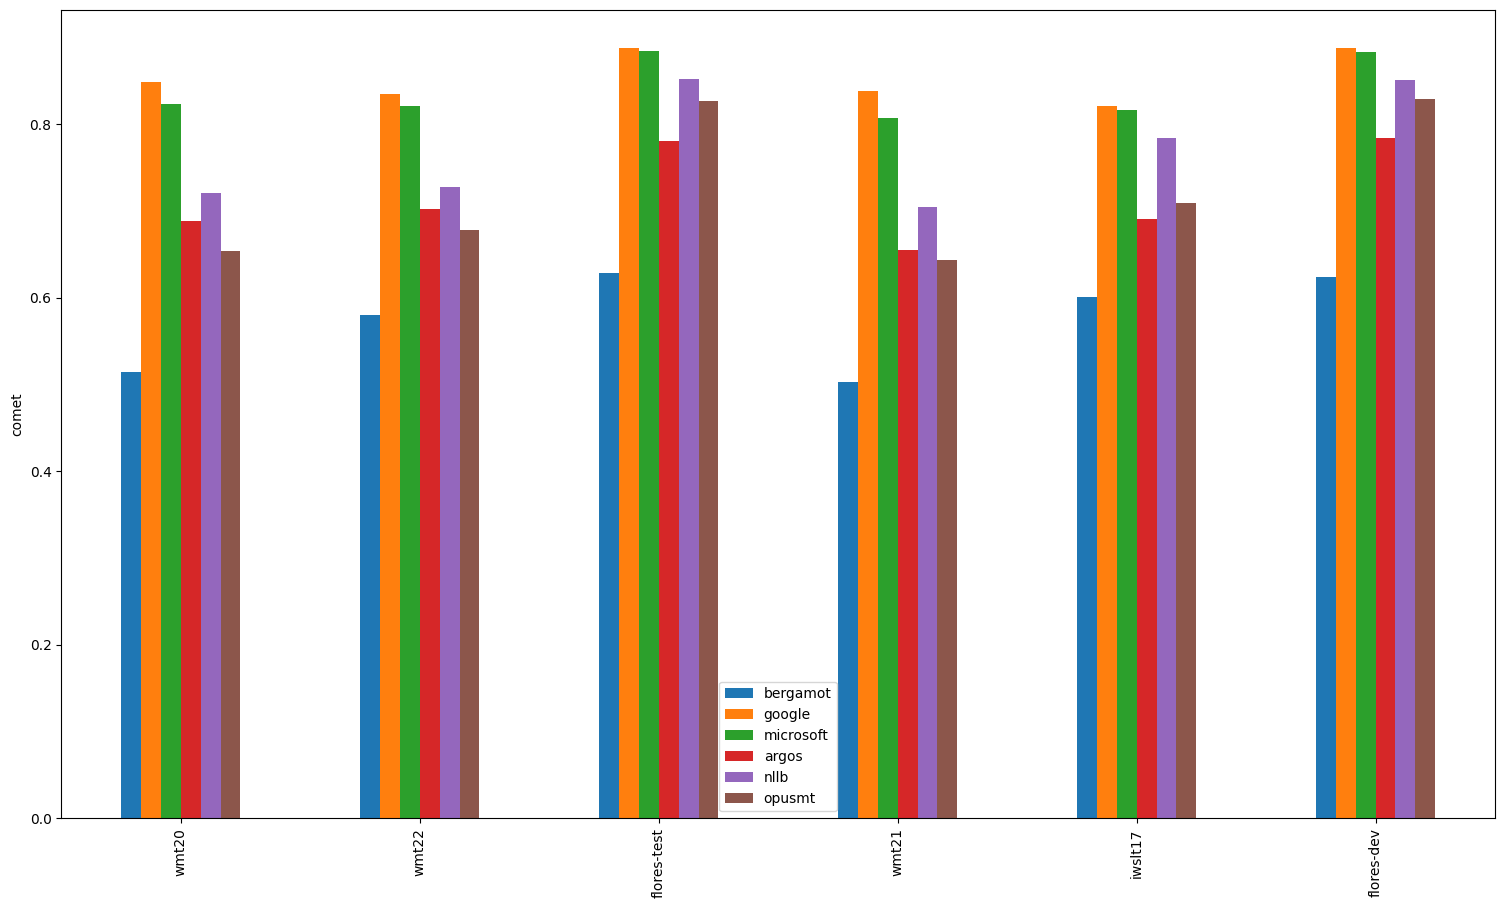 comet
0.8
0.6
0.4
0.2
0.0
bergamot
google
microsoft
argos
nllb
opusmt
wmt20
wmt22
flores-test
wmt21
iwslt17
flores-dev